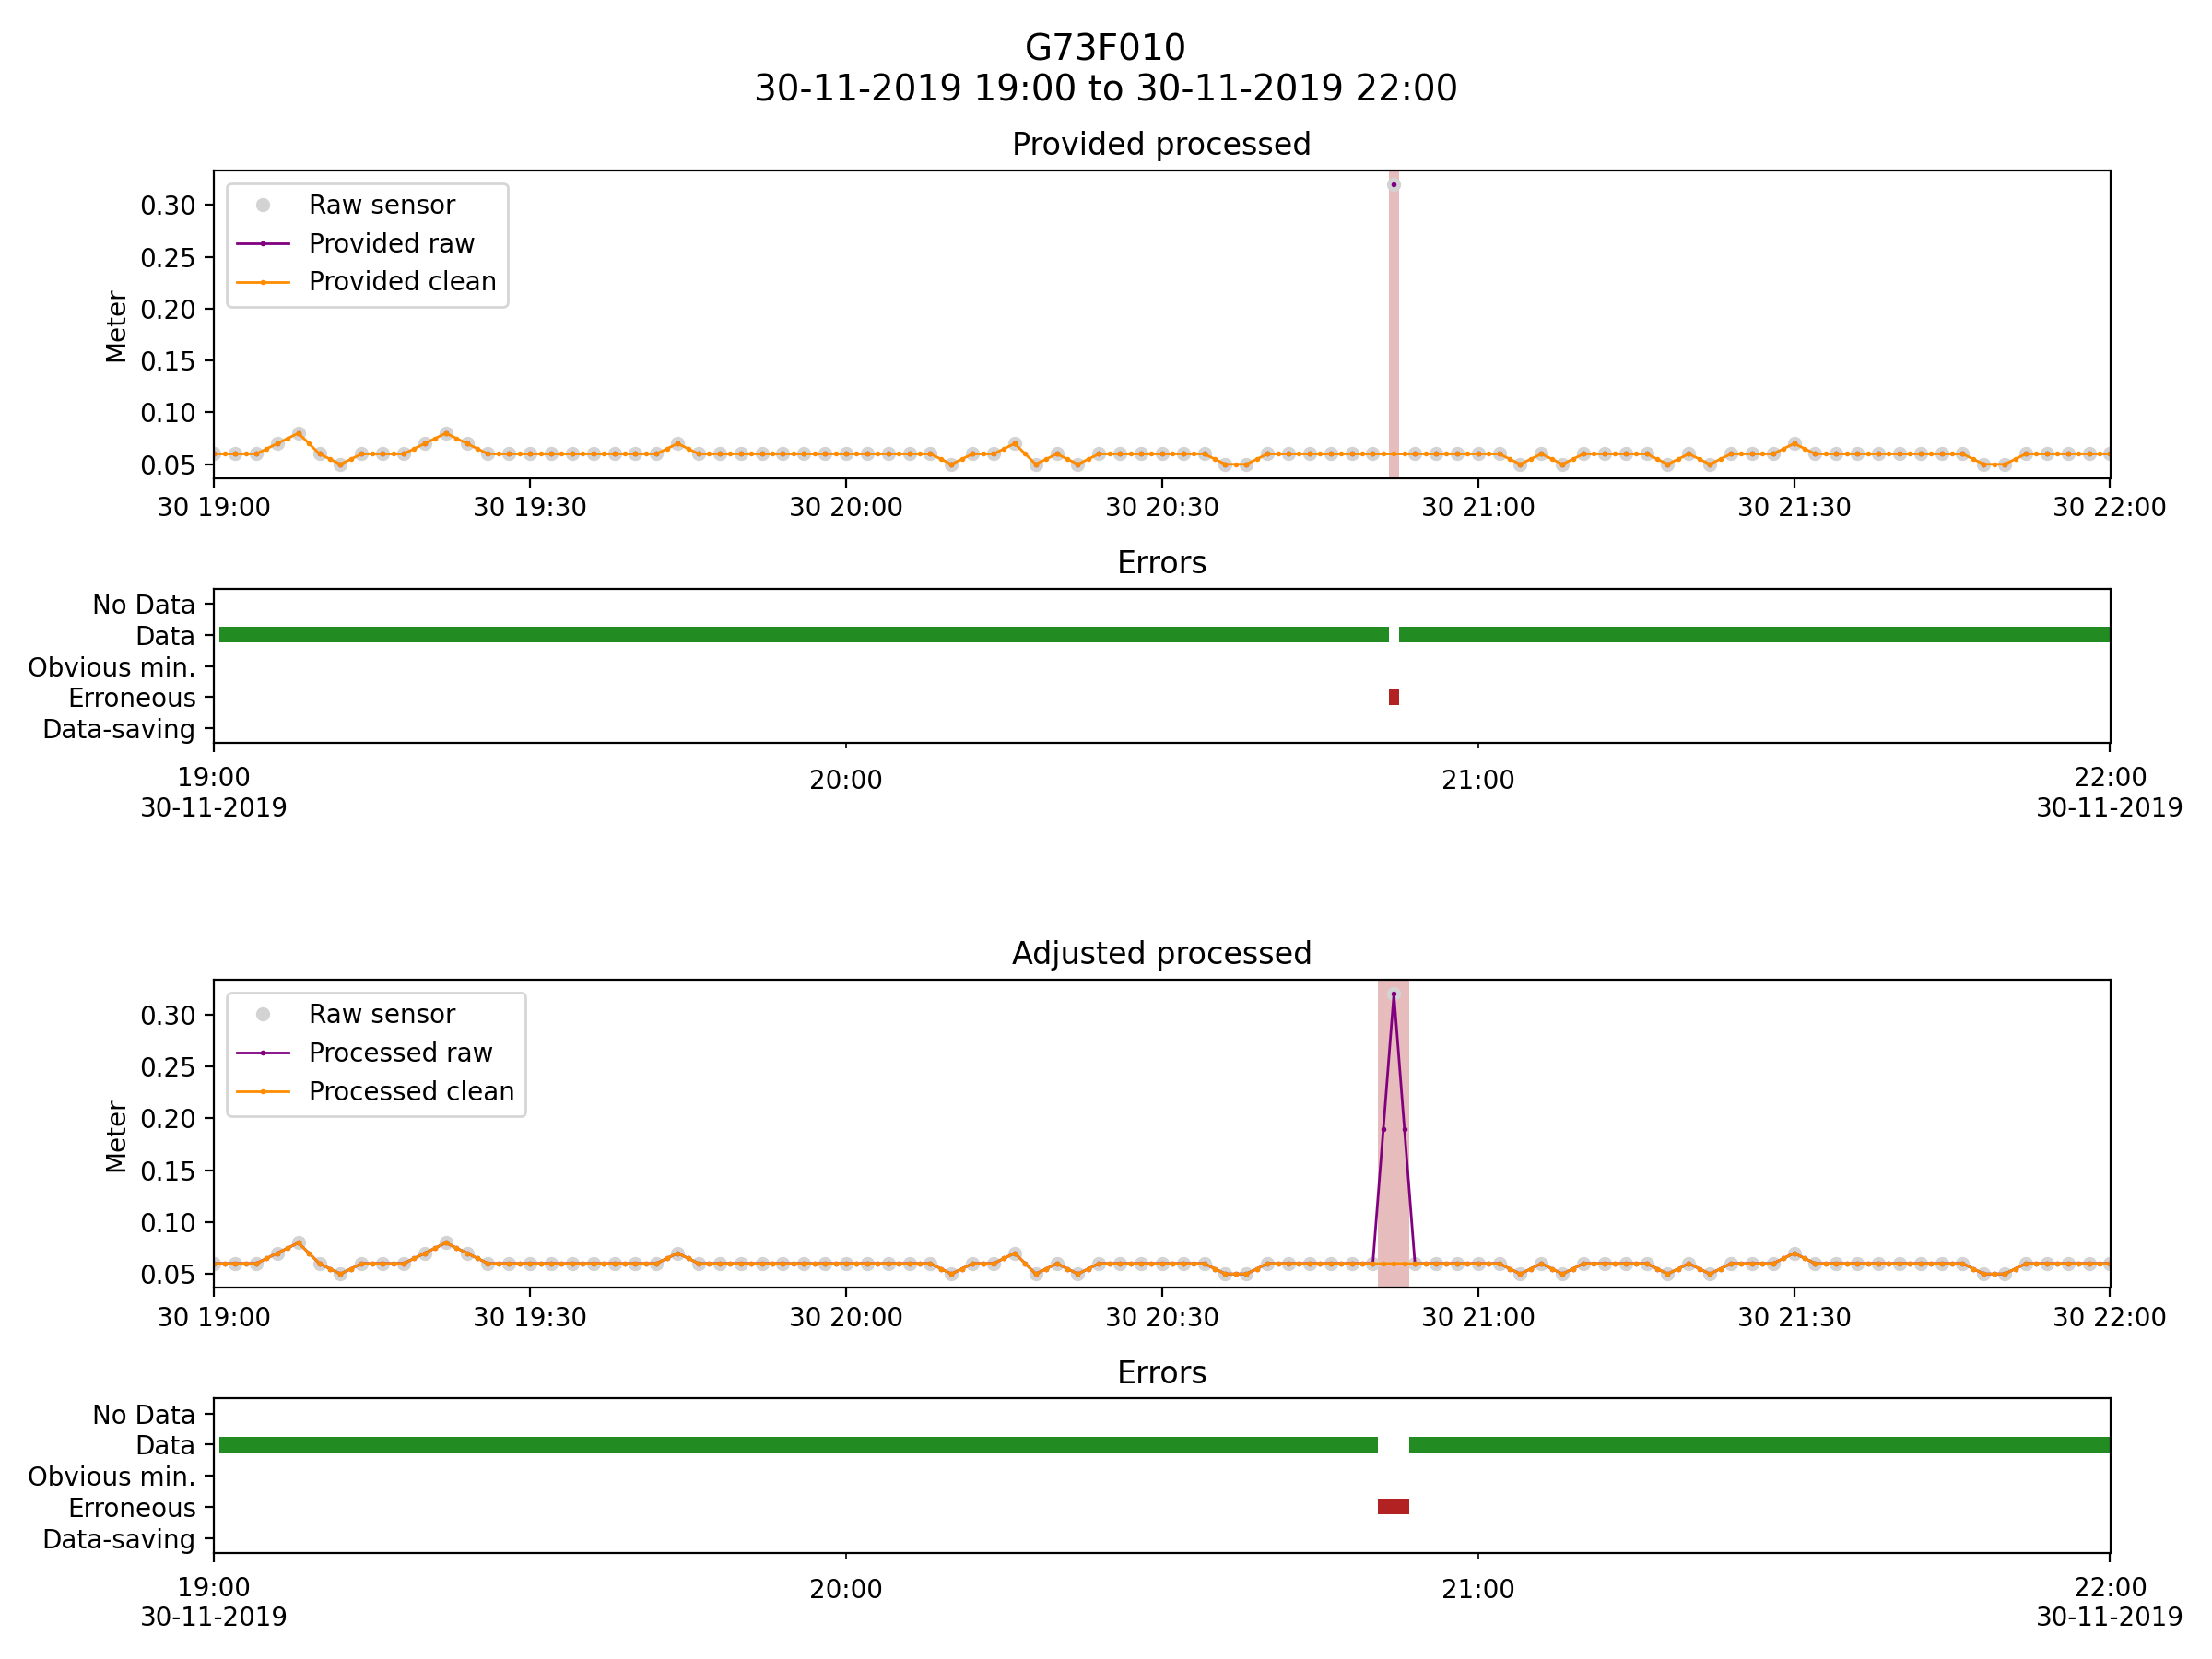 G73F010
30-11-2019 19:00 to 30-11-2019 22:00
Provided processed
Raw sensor
Provided raw
Provided clean
Meter
0.30
0.25
0.20
0.15
0.10
0.05
30 19:00 30 19:30 30 20:00 30 20:30 30 21:00 30 21:30 30 22:00
Errors
No Data
Data
Obvious min.
Erroneous
Data-saving
19:00 20:00 21:00 22:00
30-11-2019 30-11-2019
Adjusted processed
Raw sensor
Processed raw
Processed clean
Meter
0.30
0.25
0.20
0.15
0.10
0.05
30 19:00 30 19:30 30 20:00 30 20:30 30 21:00 30 21:30 30 22:00
Errors
No Data
Data
Obvious min.
Erroneous
Data-saving
19:00 20:00 21:00 22:00
30-11-2019 30-11-2019